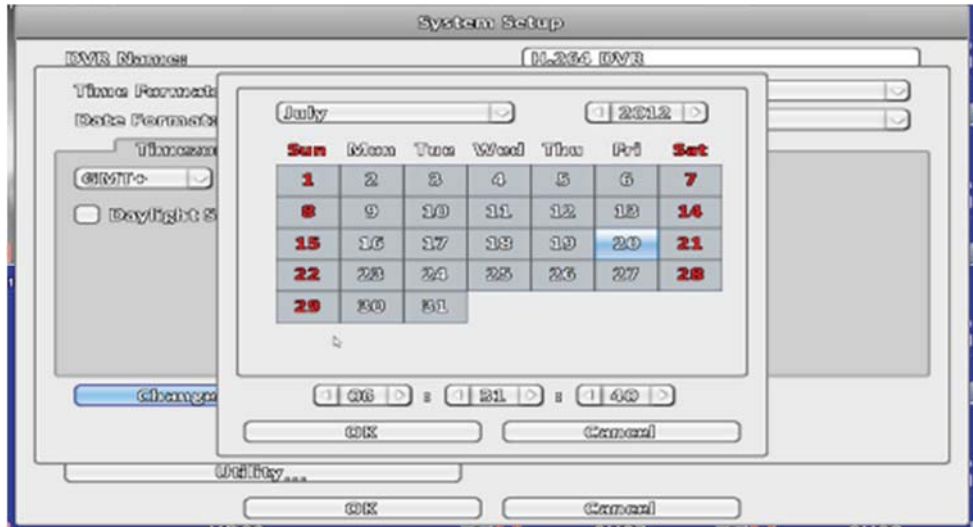 System Setup
DVR Name: H.264 DVR
Time Format:
Date Format:
July 2012
Sun Mon Tue Wed Thu Fri Sat
1 2 3 4 5 6 7
8 9 10 11 12 13 14
15 16 17 18 19 20 21
22 23 24 25 26 27 28
29 30 31
GMT+
Daylight S
Change
: 31 : 40
OK Cancel
Utility...
OK Cancel